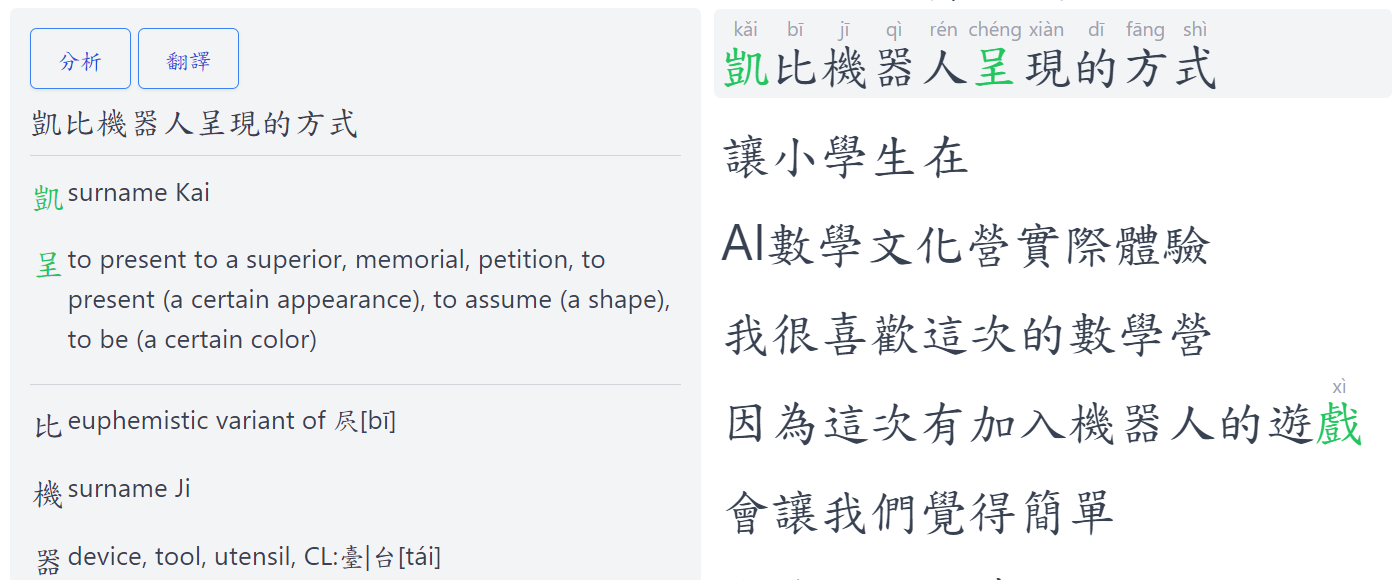 分析
翻譯
凱比機器人呈現的方式
凱 surname Kai
呈 to present to a superior, memorial, petition, to
present (a certain appearance), to assume (a shape),
to be (a certain color)
比 euphemistic variant of 屄[bī]
機 surname Ji
器 device, tool, utensil, CL:臺|台[tái]
kǎi bī jī qì rén chéng xiàn dī fāng shì
凱比機器人呈現的方式
讓小學生在
AI數學文化營實際體驗
我很喜歡這次的數學營
xì
因為這次有加入機器人的遊戲
會讓我們覺得簡單